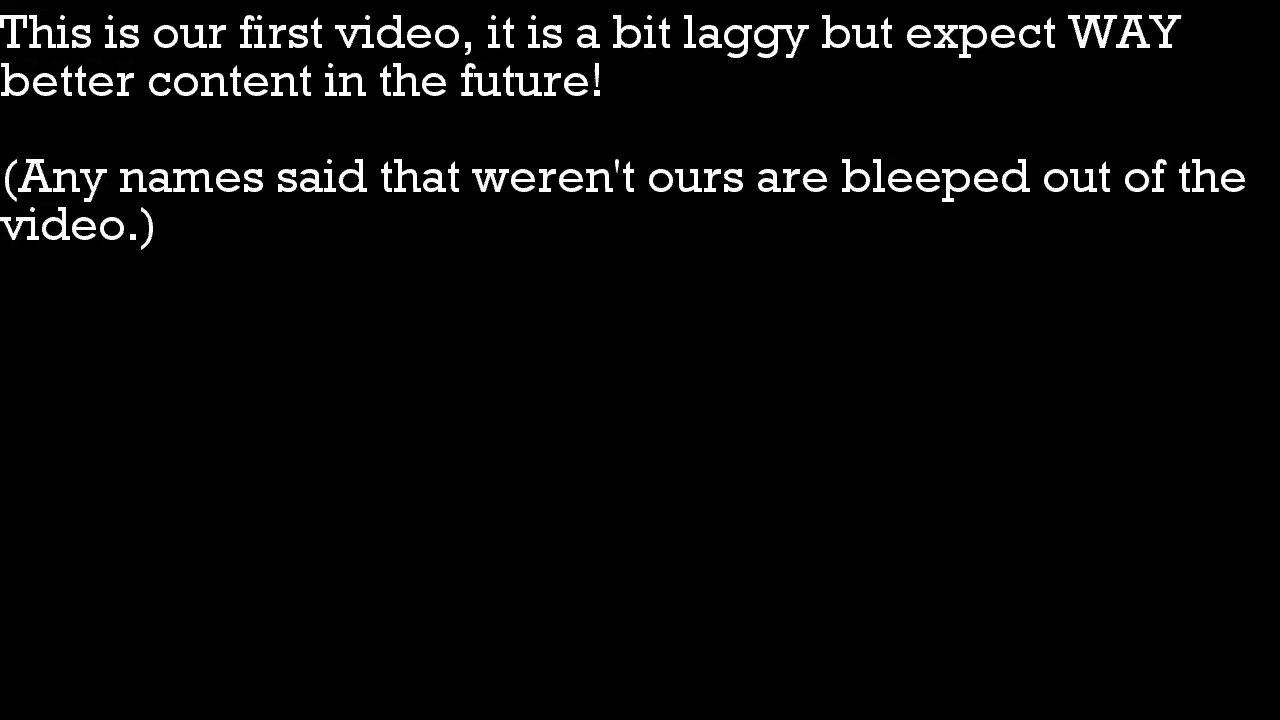 This is our first video, it is a bit laggy but expect WAY
better content in the future!
(Any names said that weren't ours are bleeped out of the
video.)